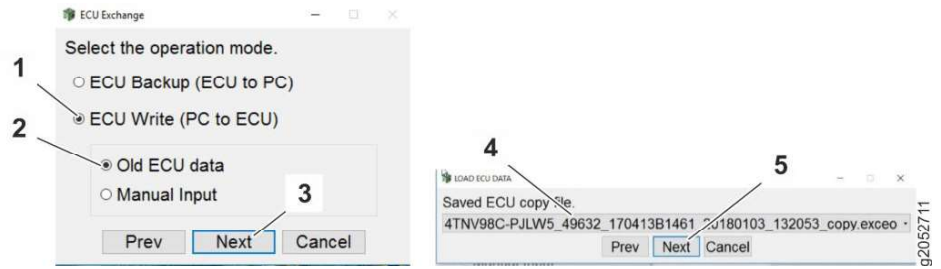 ECU Exchange
Select the operation mode.
1
ECU Backup (ECU to PC)
ECU Write (PC to ECU)
2
Old ECU data
Manual Input
3
Prev Next Cancel
4
5
LOAD ECU DATA
Saved ECU copy file.
4TNV98C-PJLW5_49632_170413B1461_20180103_132053_copy.exceo
Prev Next Cancel
g2052711